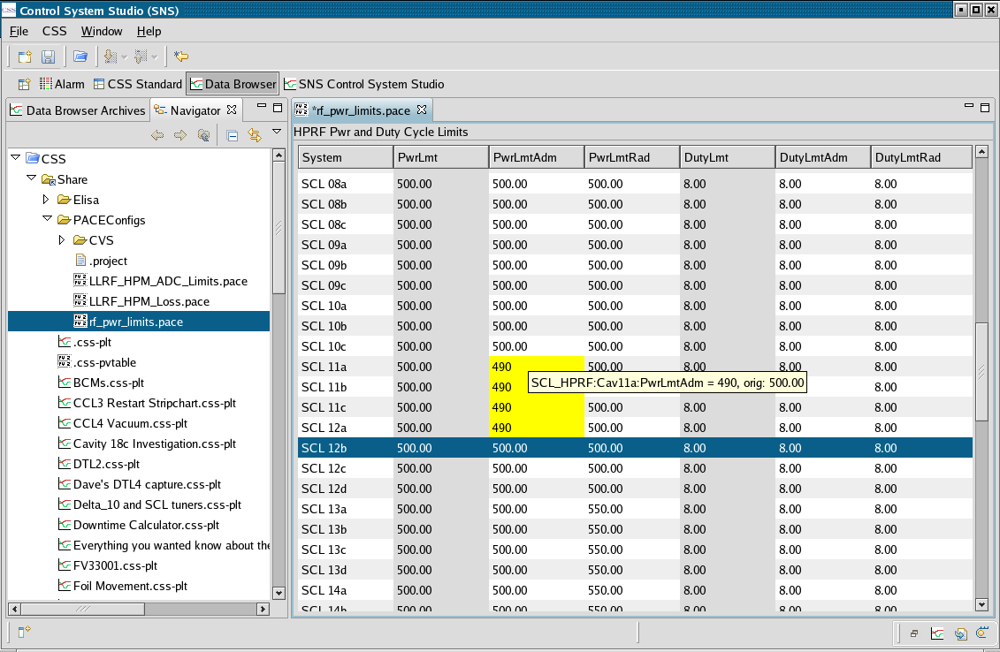 CSS Control System Studio (SNS)
File CSS Window Help
Alarm CSS Standard Data Browser SNS Control System Studio
Data Browser Archives Navigator
CSS
Share
Elisa
PACEConfigs
CVS
.project
LLRF_HPM_ADC_Limits.pace
LLRF_HPM_Loss.pace
rf_pwr_limits.pace
.css-plt
.css-pvtable
BCMs.css-plt
CCL3 Restart Stripchart.css-plt
CCL4 Vacuum.css-plt
Cavity 18c Investigation.css-plt
DTL2.css-plt
Dave's DTL4 capture.css-plt
Delta_10 and SCL tuners.css-plt
Downtime Calculator.css-plt
Everything you wanted know about the
FV33001.css-plt
Foil Movement.css-plt
*rf_pwr_limits.pace
HPRF Pwr and Duty Cycle Limits
System PwrLmt PwrLmtAdm PwrLmtRad DutyLmt DutyLmtAdm DutyLmtRad
SCL 08a 500.00 500.00 500.00 8.00 8.00 8.00
SCL 08b 500.00 500.00 500.00 8.00 8.00 8.00
SCL 08c 500.00 500.00 500.00 8.00 8.00 8.00
SCL 09a 500.00 500.00 500.00 8.00 8.00 8.00
SCL 09b 500.00 500.00 500.00 8.00 8.00 8.00
SCL 09c 500.00 500.00 500.00 8.00 8.00 8.00
SCL 10a 500.00 500.00 500.00 8.00 8.00 8.00
SCL 10b 500.00 500.00 500.00 8.00 8.00 8.00
SCL 10c 500.00 500.00 500.00 8.00 8.00 8.00
SCL 11a 500.00 490 500.00 8.00 8.00 8.00
SCL 11b 500.00 490 8.00
SCL_HPRF:Cav11a:PwrLmtAdm = 490, orig: 500.00
SCL 11c 500.00 490 500.00 8.00 8.00 8.00
SCL 12a 500.00 490 500.00 8.00 8.00 8.00
SCL 12b 500.00 500.00 500.00 8.00 8.00 8.00
SCL 12c 500.00 500.00 500.00 8.00 8.00 8.00
SCL 12d 500.00 500.00 500.00 8.00 8.00 8.00
SCL 13a 500.00 500.00 550.00 8.00 8.00 8.00
SCL 13b 500.00 500.00 550.00 8.00 8.00 8.00
SCL 13c 500.00 500.00 550.00 8.00 8.00 8.00
SCL 13d 500.00 500.00 550.00 8.00 8.00 8.00
SCL 14a 500.00 500.00 550.00 8.00 8.00 8.00
SCL 14b 500.00 500.00 550.00 8.00 8.00 8.00